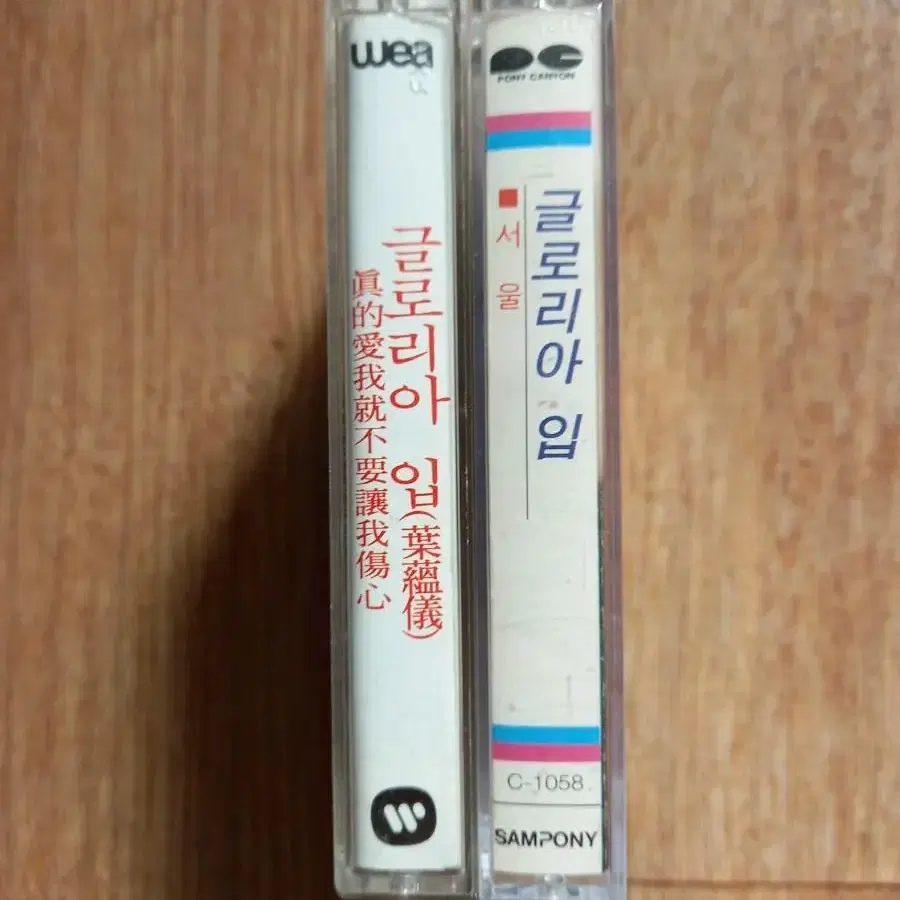 wea
글로리아 입(葉蘊儀)
眞的愛我就不要讓我傷心
PONY CANYON
글로리아 입
서울
C-1058
SAMPONY